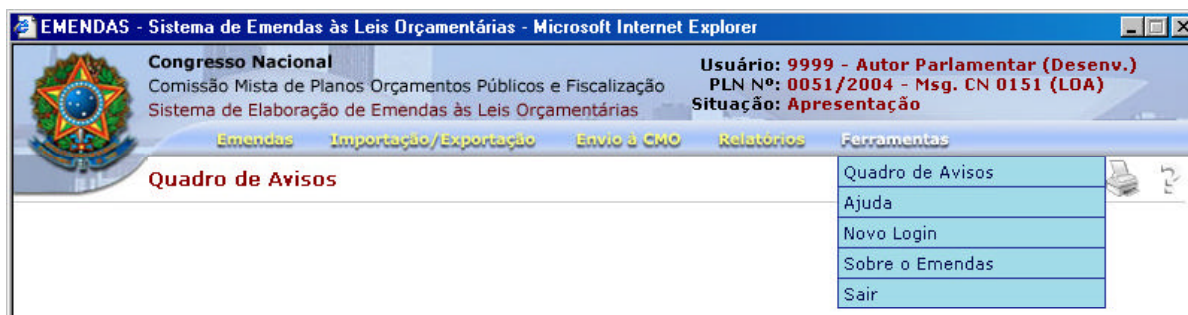 EMENDAS - Sistema de Emendas às Leis Orçamentárias - Microsoft Internet Explorer
Congresso Nacional
Comissão Mista de Planos Orçamentos Públicos e Fiscalização
Sistema de Elaboração de Emendas às Leis Orçamentárias
Usuário: 9999 - Autor Parlamentar (Desenv.)
PLN Nº: 0051/2004 - Msg. CN 0151 (LOA)
Situação: Apresentação
Emendas Importação/Exportação Envio à CMO Relatórios Ferramentas
Quadro de Avisos
Quadro de Avisos
Ajuda
Novo Login
Sobre o Emendas
Sair